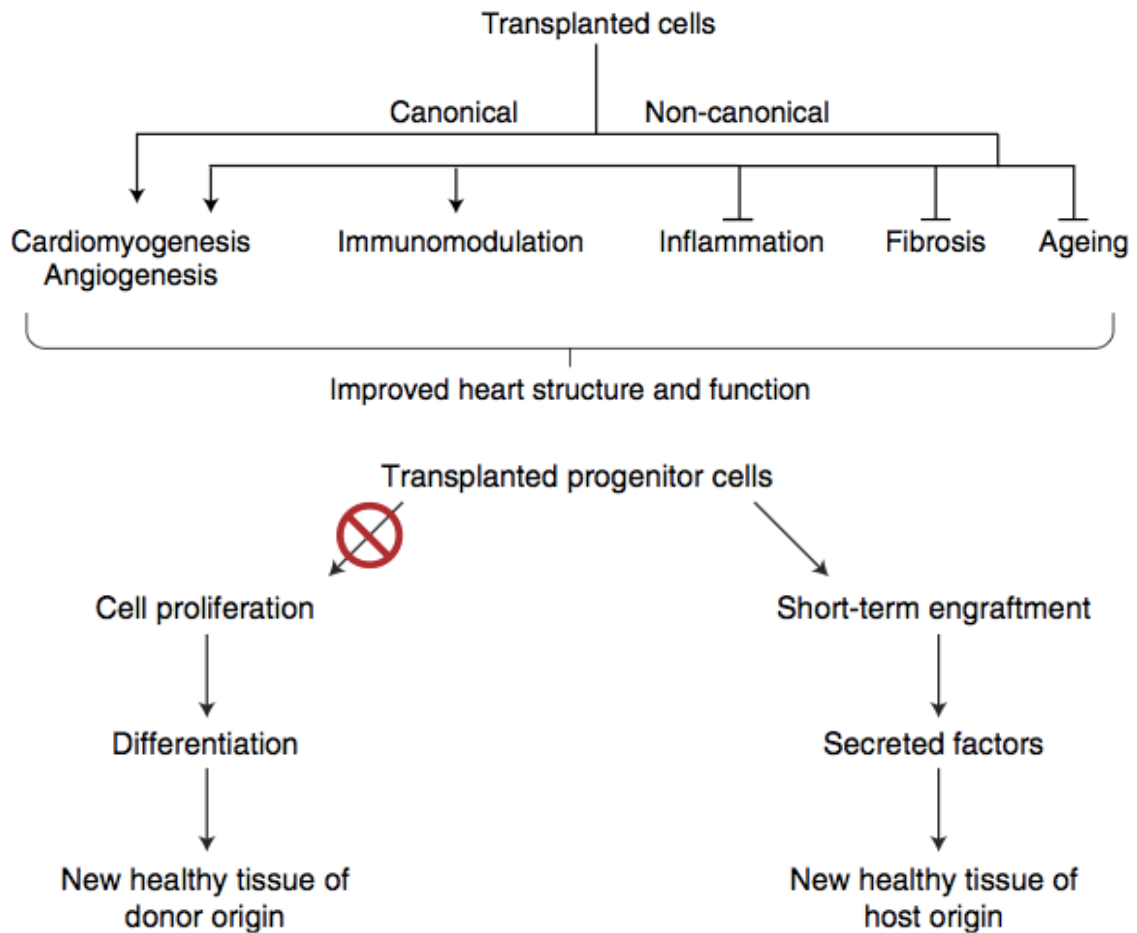 Transplanted cells
Canonical Non-canonical
Cardiomyogenesis
Angiogenesis
Immunomodulation
Inflammation
Fibrosis
Ageing
Improved heart structure and function
Transplanted progenitor cells
Cell proliferation
Differentiation
New healthy tissue of
donor origin
Short-term engraftment
Secreted factors
New healthy tissue of
host origin